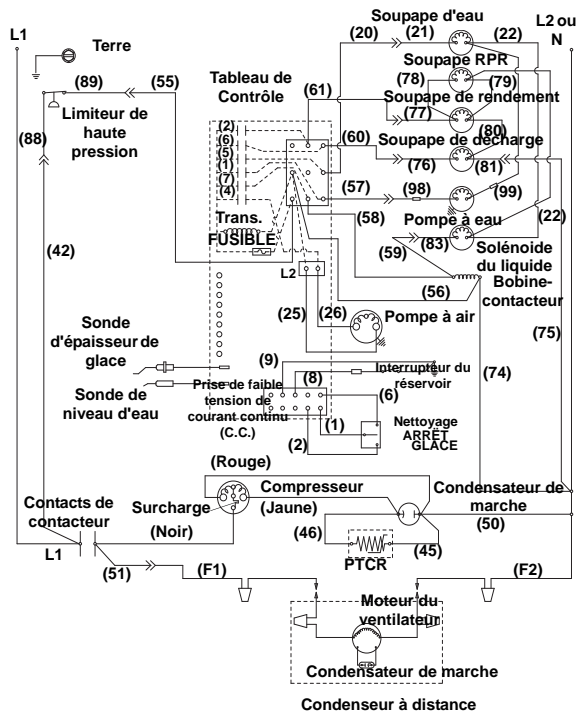 L1
Terre
(20)
Soupape d'eau
(21)
(22)
L2 ou
N
(89)
(55)
Tableau de
Contrôle
(61)
Soupape RPR
(78)
(79)
Soupape de rendement
(77)
(80)
(88)
Limiteur de
haute
pression
(2)
(6)
(5)
(1)
(7)
(4)
(60)
Soupape de décharge
(76)
(81)
(57)
(98)
(99)
Trans.
FUSIBLE
(58)
Pompe à eau
(22)
(83)
(59)
Solénoide
du liquide
(42)
L2
Bobine-
contacteur
(56)
(25)
(26)
Pompe à air
(75)
Sonde
d'épaisseur de
glace
(9)
(74)
(8)
Interrupteur du
réservoir
Sonde de
niveau d'eau
Prise de faible
tension de
courant continu
(C.C.)
(6)
(1)
(2)
Nettoyage
ARRËT
GLACE
(Rouge)
Contacts de
contacteur
Surcharge
Compresseur
Condensateur
de marche
(Noir)
(Jaune)
(46)
(50)
L1
(45)
PTCR
(51)
(F1)
(F2)
Moteur du
ventilateur
Condensateur de marche
Condenseur à distance